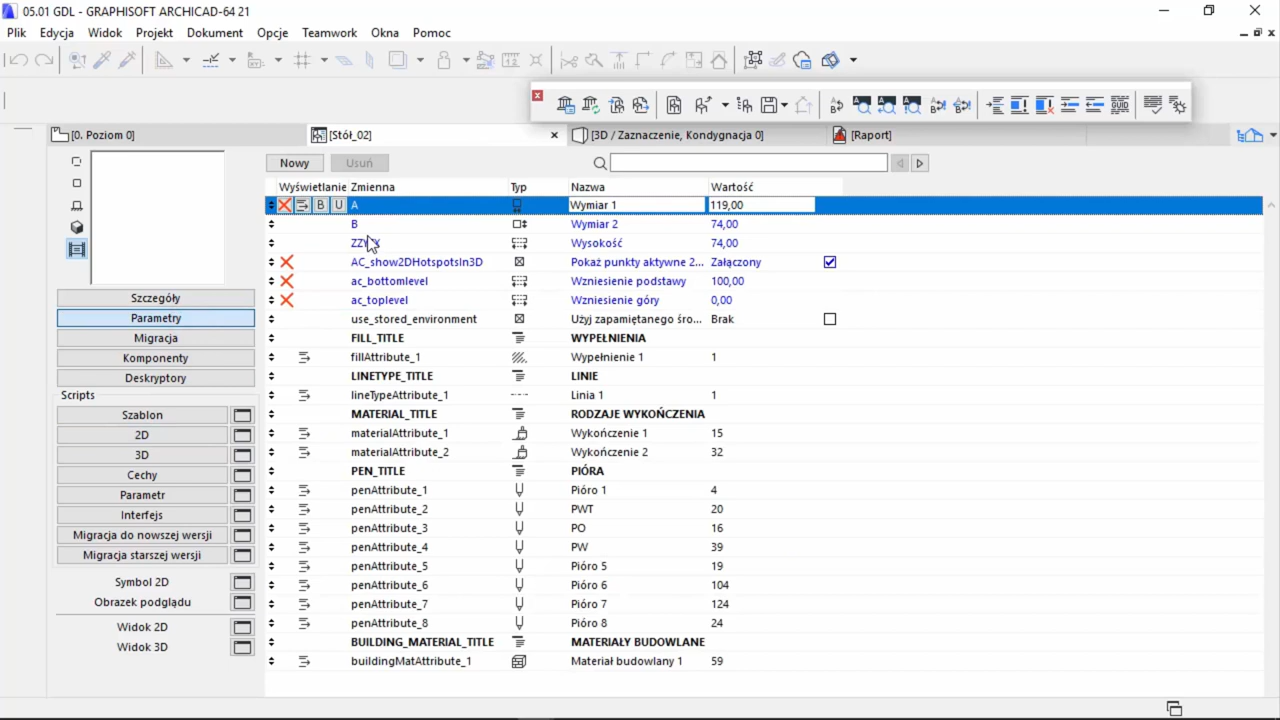 05.01 GDL - GRAPHISOFT ARCHICAD-64 21
Plik Edycja Widok Projekt Dokument Opcje Teamwork Okna Pomoc
[0. Poziom 0] [Stół_02] [3D / Zaznaczenie, Kondygnacja 0] [Raport]
Nowy Usuń
Wyświetlanie Zmienna Typ Nazwa Wartość
B U A Wymiar 1 119,00
B Wymiar 2 74,00
Wysokość 74,00
AC_show2DHotspotsIn3D Pokaż punkty aktywne 2... Załączony
ac_bottomlevel Wzniesienie podstawy 100,00
ac_toplevel Wzniesienie góry 0,00
use_stored_environment Użyj zapamiętanego śro... Brak
FILL_TITLE WYPEŁNIENIA
fillAttribute_1 Wypełnienie 1 1
LINETYPE_TITLE LINIE
lineTypeAttribute_1 Linia 1 1
MATERIAL_TITLE RODZAJE WYKOŃCZENIA
materialAttribute_1 Wykończenie 1 15
materialAttribute_2 Wykończenie 2 32
PEN_TITLE PIÓRA
penAttribute_1 Pióro 1 4
penAttribute_2 PWT 20
penAttribute_3 PO 16
penAttribute_4 PW 39
penAttribute_5 Pióro 5 19
penAttribute_6 Pióro 6 104
penAttribute_7 Pióro 7 124
penAttribute_8 Pióro 8 24
BUILDING_MATERIAL_TITLE MATERIAŁY BUDOWLANE
buildingMatAttribute_1 Materiał budowlany 1 59
Szczegóły
Parametry
Migracja
Komponenty
Deskryptory
Scripts
Szablon
2D
3D
Cechy
Parametr
Interfejs
Migracja do nowszej wersji
Migracja starszej wersji
Symbol 2D
Obrazek podglądu
Widok 2D
Widok 3D